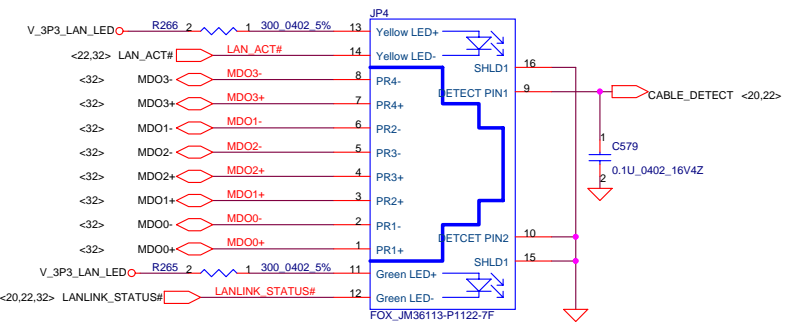 JP4
V_3P3_LAN_LED R266 2 1 300_0402_5% 13 Yellow LED+
<22,32> LAN_ACT# LAN_ACT# 14 Yellow LED-
SHLD1 16
<32> MDO3- MDO3- 8 PR4-
DETECT PIN1 9 CABLE_DETECT <20,22>
<32> MDO3+ MDO3+ 7 PR4+
<32> MDO1- MDO1- 6 PR2-
1 C579
<32> MDO2- MDO2- 5 PR3-
0.1U_0402_16V4Z
<32> MDO2+ MDO2+ 4 PR3+
2
<32> MDO1+ MDO1+ 3 PR2+
<32> MDO0- MDO0- 2 PR1-
DETCET PIN2 10
<32> MDO0+ MDO0+ 1 PR1+
SHLD1 15
V_3P3_LAN_LED R265 2 1 300_0402_5% 11 Green LED+
<20,22,32> LANLINK_STATUS# LANLINK_STATUS# 12 Green LED-
FOX_JM36113-P1122-7F